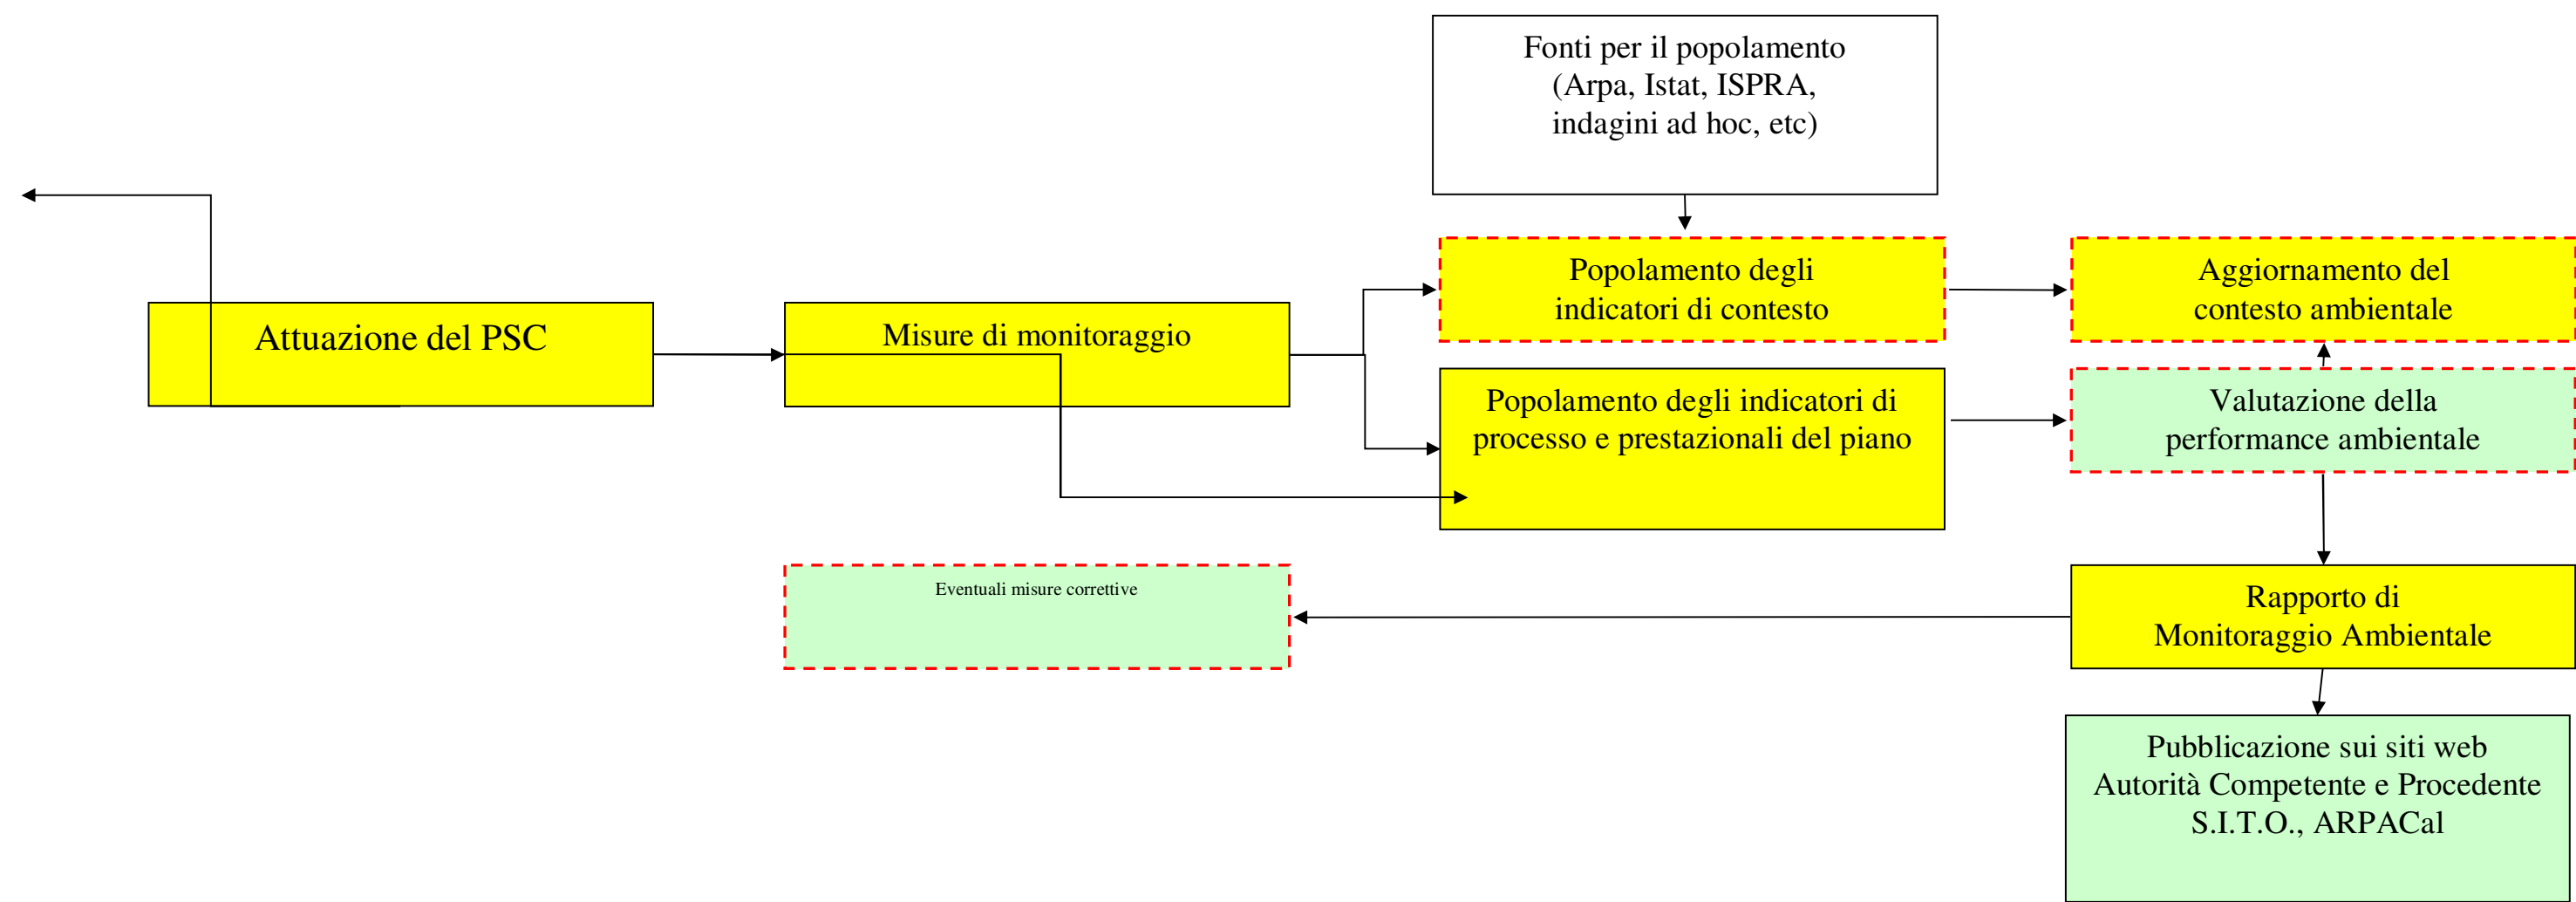 Fonti per il popolamento
(Arpa, Istat, ISPRA,
indagini ad hoc, etc)
Attuazione del PSC
Misure di monitoraggio
Popolamento degli
indicatori di contesto
Aggiornamento del
contesto ambientale
Popolamento degli indicatori di
processo e prestazionali del piano
Valutazione della
performance ambientale
Eventuali misure correttive
Rapporto di
Monitoraggio Ambientale
Pubblicazione sui siti web
Autorità Competente e Procedente
S.I.T.O., ARPACal